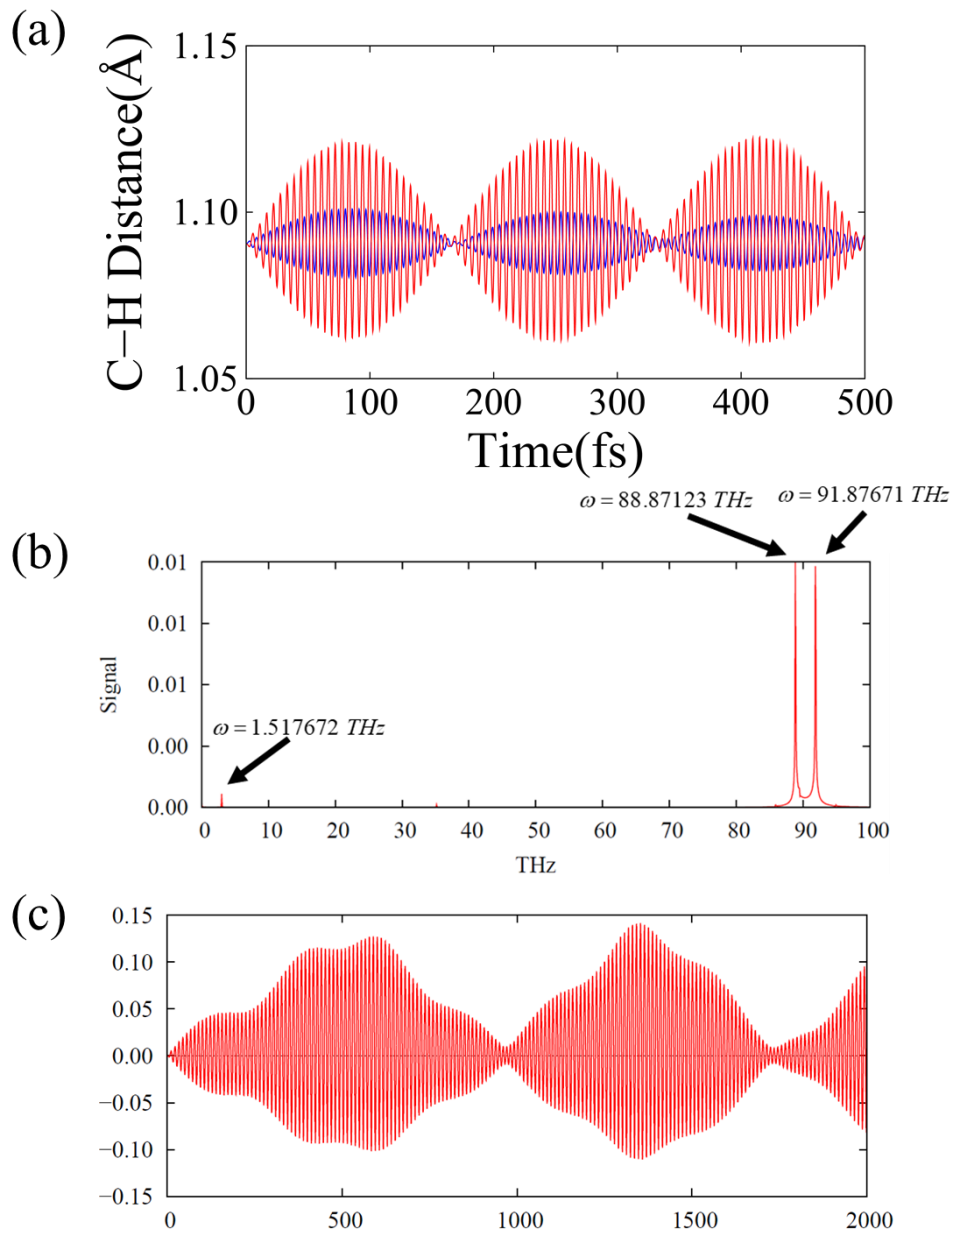 (a)
C−H Distance(Å)
1.15
1.10
1.05
0 100 200 300 400 500
Time(fs)
ω = 88.87123 THz
ω = 91.87671 THz
(b)
0.01
0.01
0.01
0.00
0.00
Signal
ω = 1.517672 THz
0 10 20 30 40 50 60 70 80 90 100
THz
(c)
0.15
0.10
0.05
0.00
−0.05
−0.10
−0.15
0 500 1000 1500 2000